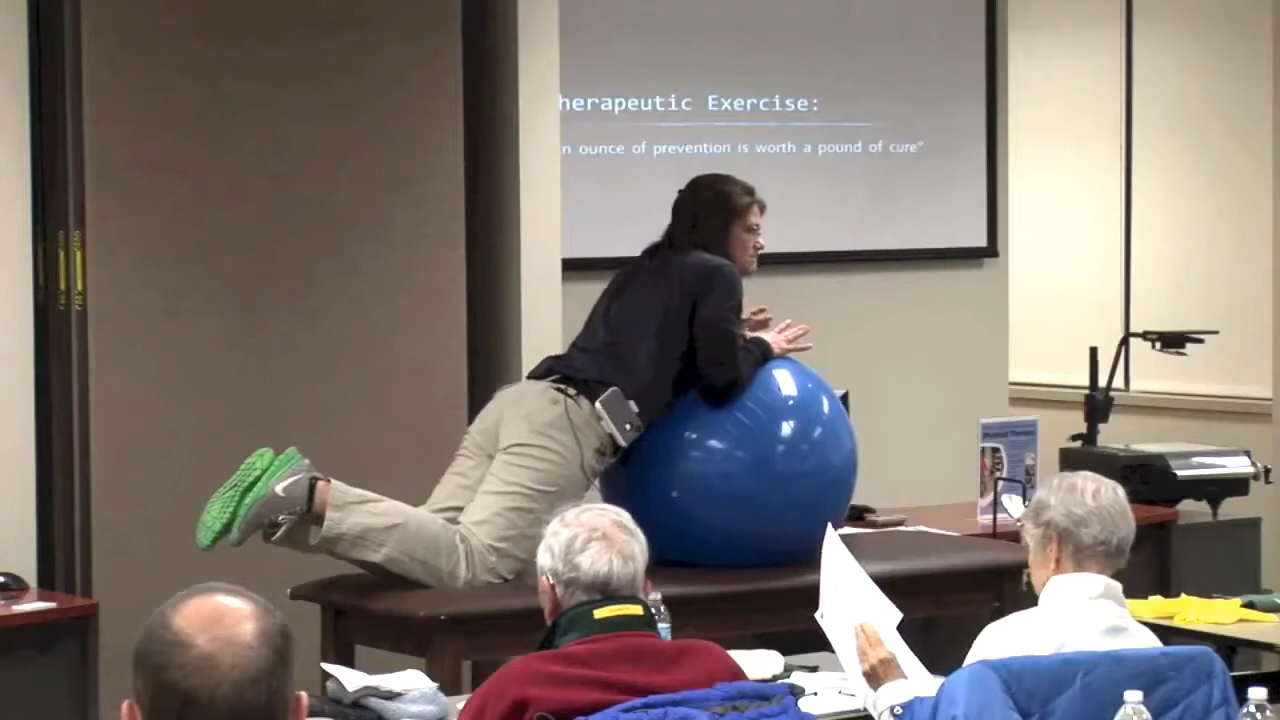 herapeutic Exercise:
n ounce of prevention is worth a pound of cure"